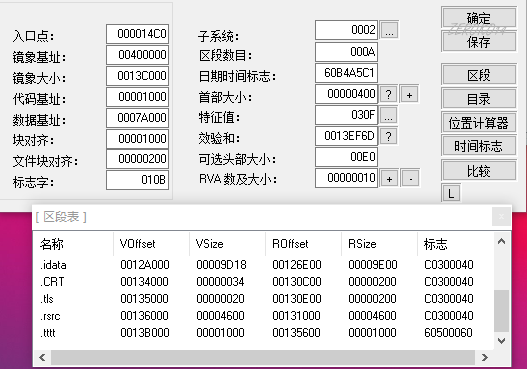 入口点： 000014C0 子系统： 0002 ... 确定
镜象基址： 00400000 区段数目： 000A 保存
镜象大小： 0013C000 日期时间标志： 60B4A5C1
代码基址： 00001000 首部大小： 00000400 ? + 区段
数据基址： 0007A000 特征值： 030F ... 目录
块对齐： 00001000 效验和： 0013EF6D ? 位置计算器
文件块对齐： 00000200 可选头部大小： 00E0 时间标志
标志字： 010B RVA 数及大小： 00000010 + - 比较
L
[ 区段表 ] x
名称 VOffset VSize ROffset RSize 标志
.idata 0012A000 00009D18 00126E00 00009E00 C0300040
.CRT 00134000 00000034 00130C00 00000200 C0300040
.tls 00135000 00000020 00130E00 00000200 C0300040
.rsrc 00136000 00004600 00131000 00004600 C0300040
.tttt 0013B000 00001000 00135600 00001000 60500060